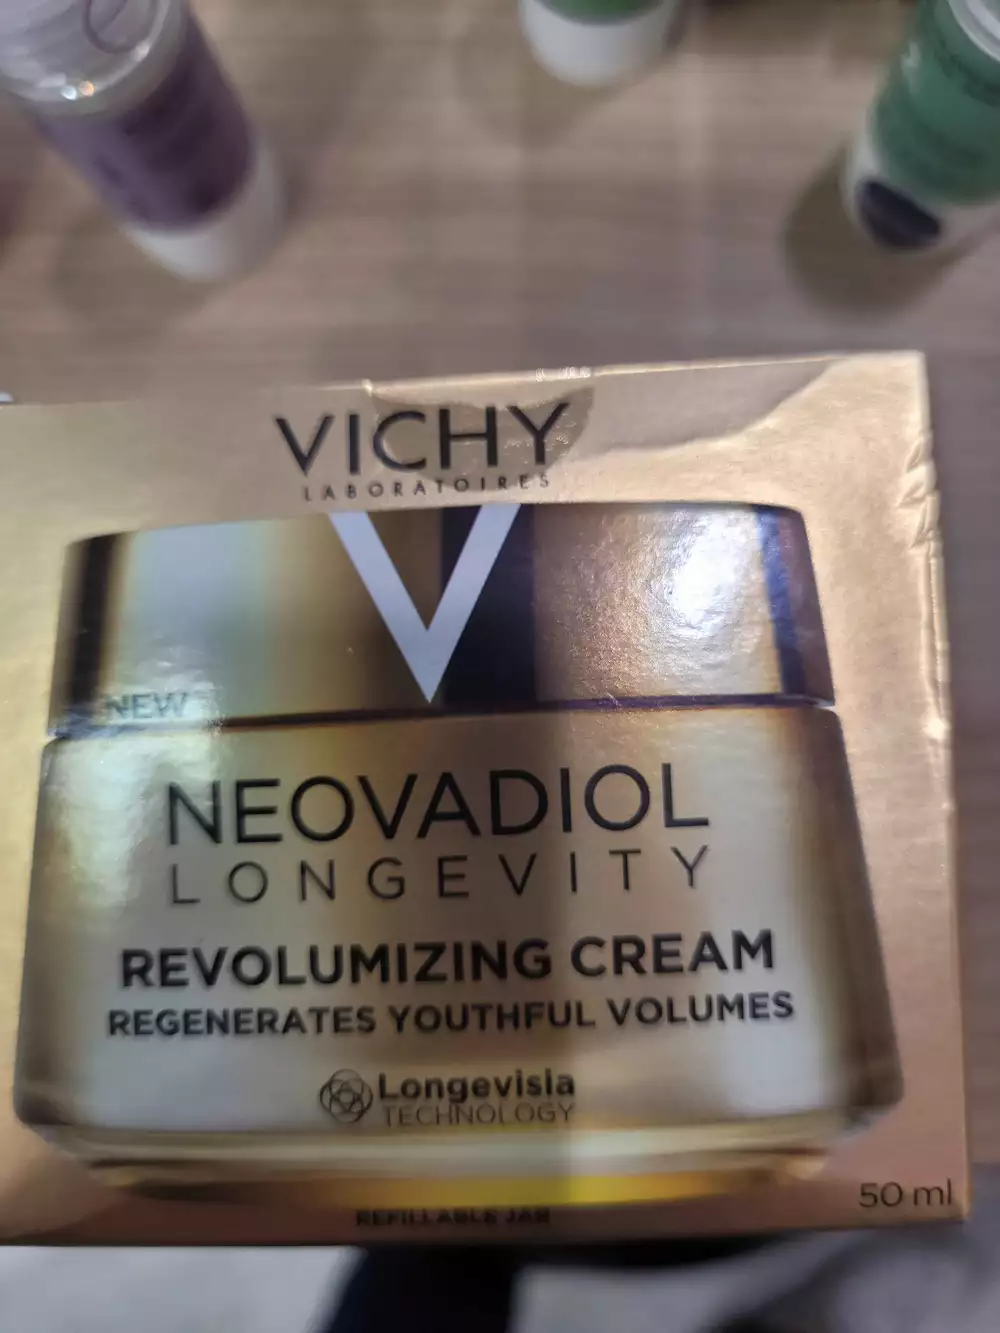 VICHY
LABORATOIRES
NEW
NEOVADIOL
LONGEVITY
REVOLUMIZING CREAM
REGENERATES YOUTHFUL VOLUMES
Longevisia
TECHNOLOGY
REFILLABLE JAR
50 ml